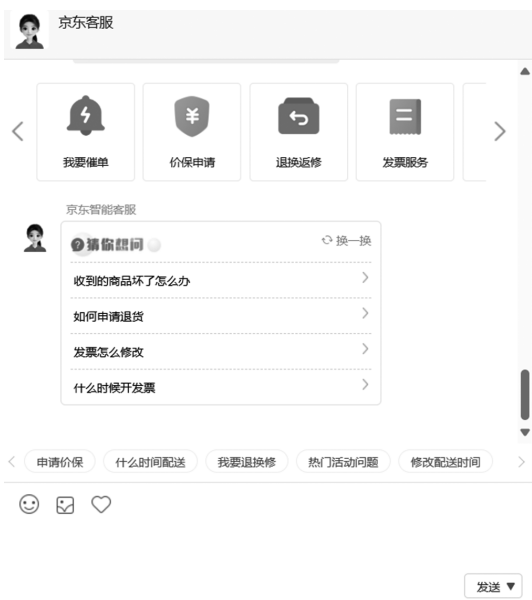 京东客服
我要催单
价保申请
退换返修
发票服务
京东智能客服
猜你想问
换一换
收到的商品坏了怎么办
如何申请退货
发票怎么修改
什么时候开发票
申请价保
什么时间配送
我要退换修
热门活动问题
修改配送时间
发送